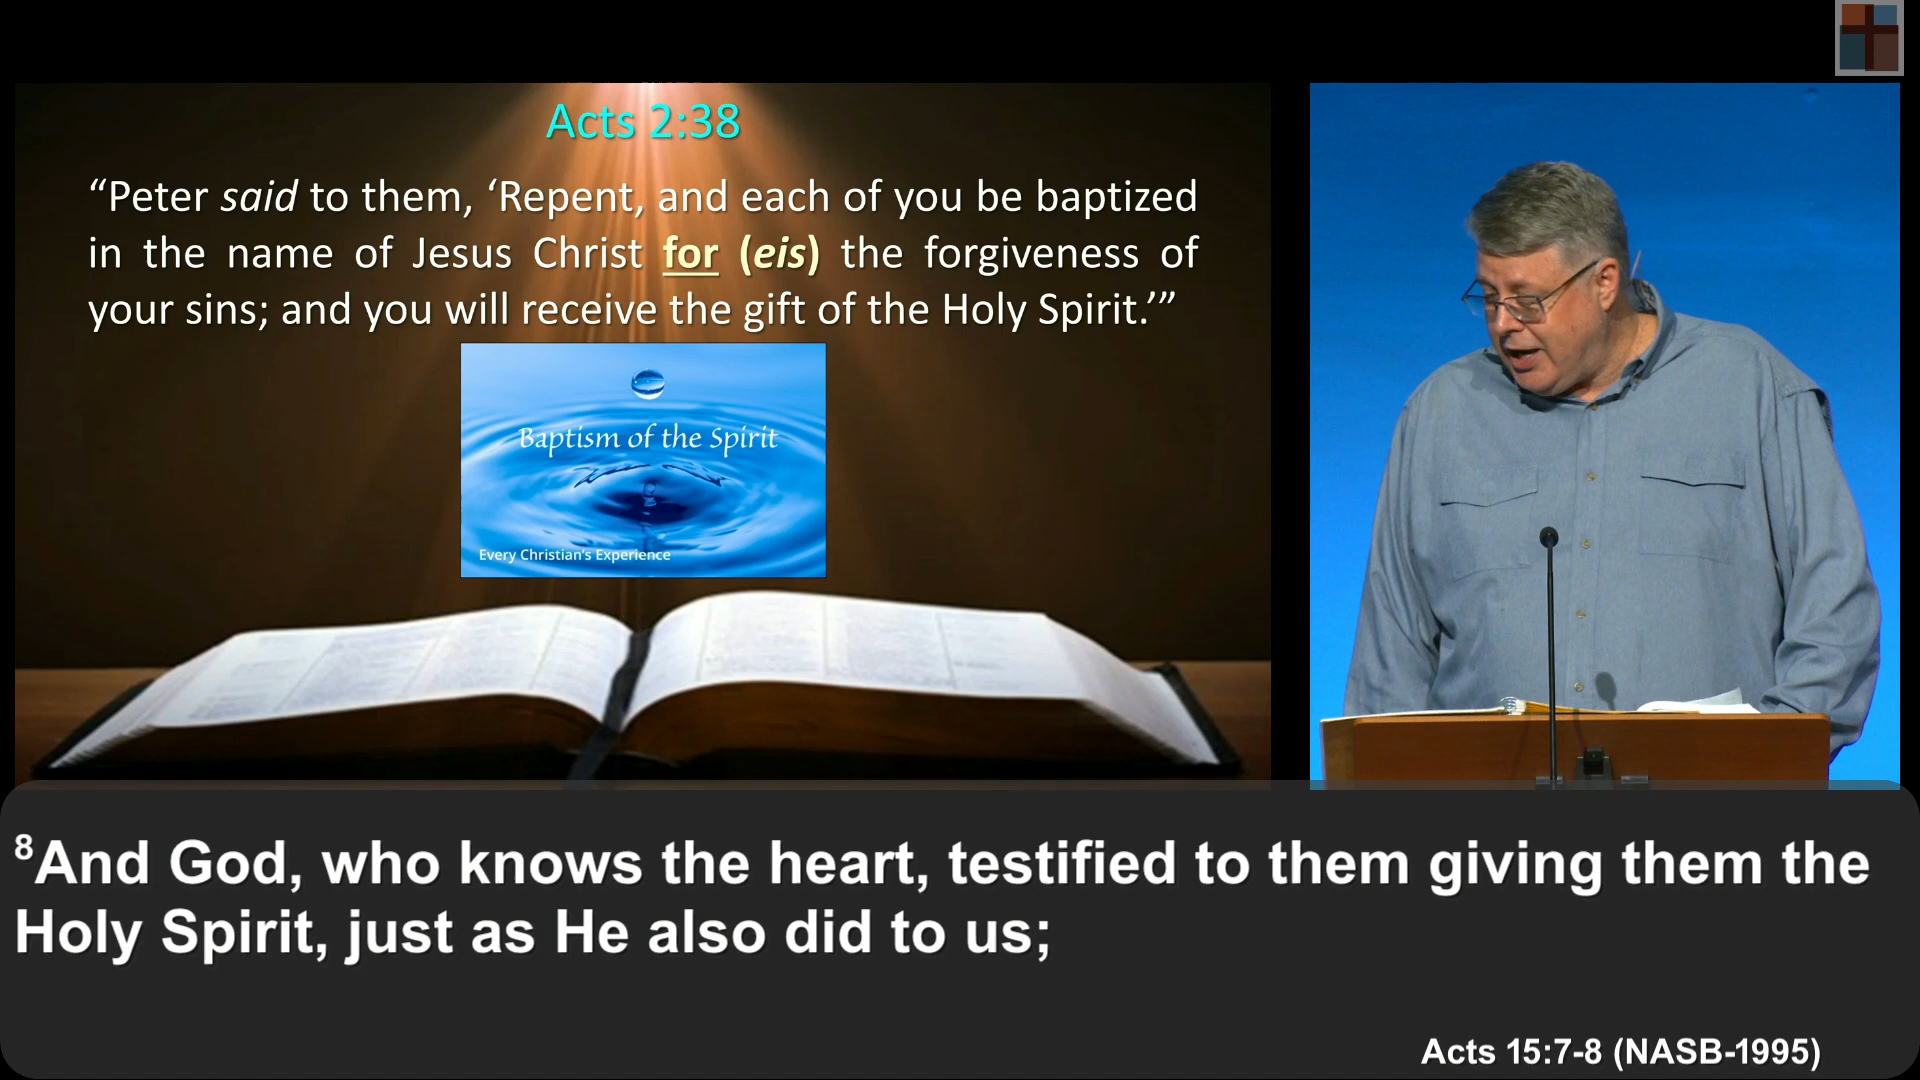 Acts 2:38
“Peter said to them, ‘Repent, and each of you be baptized
in the name of Jesus Christ for (eis) the forgiveness of
your sins; and you will receive the gift of the Holy Spirit.’”
Baptism of the Spirit
Every Christian's Experience
8And God, who knows the heart, testified to them giving them the
Holy Spirit, just as He also did to us;
Acts 15:7-8 (NASB-1995)